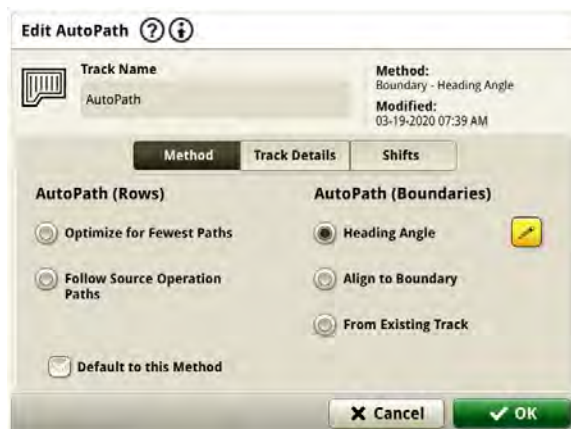 Edit AutoPath
Track Name
AutoPath
Method:
Boundary - Heading Angle
Modified:
03-19-2020 07:39 AM
Method
Track Details
Shifts
AutoPath (Rows)
Optimize for Fewest Paths
Follow Source Operation
Paths
Default to this Method
AutoPath (Boundaries)
Heading Angle
Align to Boundary
From Existing Track
Cancel
OK